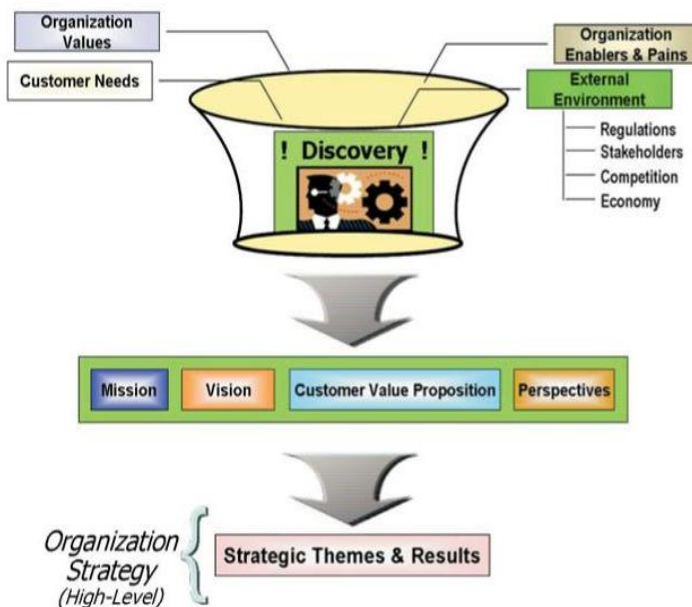 Organization
Values
Customer Needs
Organization
Enablers & Pains
External
Environment
Regulations
Stakeholders
Competition
Economy
! Discovery !
Mission
Vision
Customer Value Proposition
Perspectives
Organization
Strategy
(High-Level)
Strategic Themes & Results